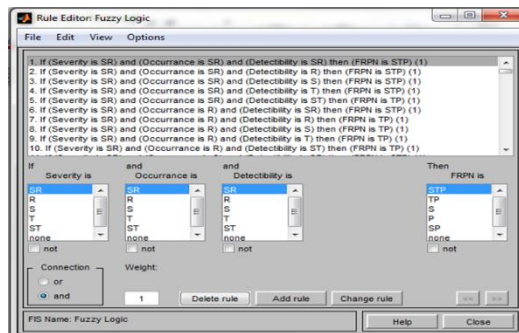 Rule Editor: Fuzzy Logic
File Edit View Options
1. If (Severity is SR) and (Occurrance is SR) and (Detectibility is SR) then (FRPN is STP) (1)
2. If (Severity is SR) and (Occurrance is SR) and (Detectibility is R) then (FRPN is STP) (1)
3. If (Severity is SR) and (Occurrance is SR) and (Detectibility is S) then (FRPN is STP) (1)
4. If (Severity is SR) and (Occurrance is SR) and (Detectibility is T) then (FRPN is STP) (1)
5. If (Severity is SR) and (Occurrance is SR) and (Detectibility is ST) then (FRPN is TP) (1)
6. If (Severity is SR) and (Occurrance is R) and (Detectibility is SR) then (FRPN is STP) (1)
7. If (Severity is SR) and (Occurrance is R) and (Detectibility is R) then (FRPN is TP) (1)
8. If (Severity is SR) and (Occurrance is R) and (Detectibility is S) then (FRPN is TP) (1)
9. If (Severity is SR) and (Occurrance is R) and (Detectibility is T) then (FRPN is TP) (1)
10. If (Severity is SR) and (Occurrance is R) and (Detectibility is ST) then (FRPN is TP) (1)
If and and Then
Severity is Occurrance is Detectibility is FRPN is
SR SR SR STP
R R R TP
S S S S
T T T P
ST ST ST SP
none none none none
not not not not
Connection Weight:
or
and 1 Delete rule Add rule Change rule << >>
FIS Name: Fuzzy Logic Help Close